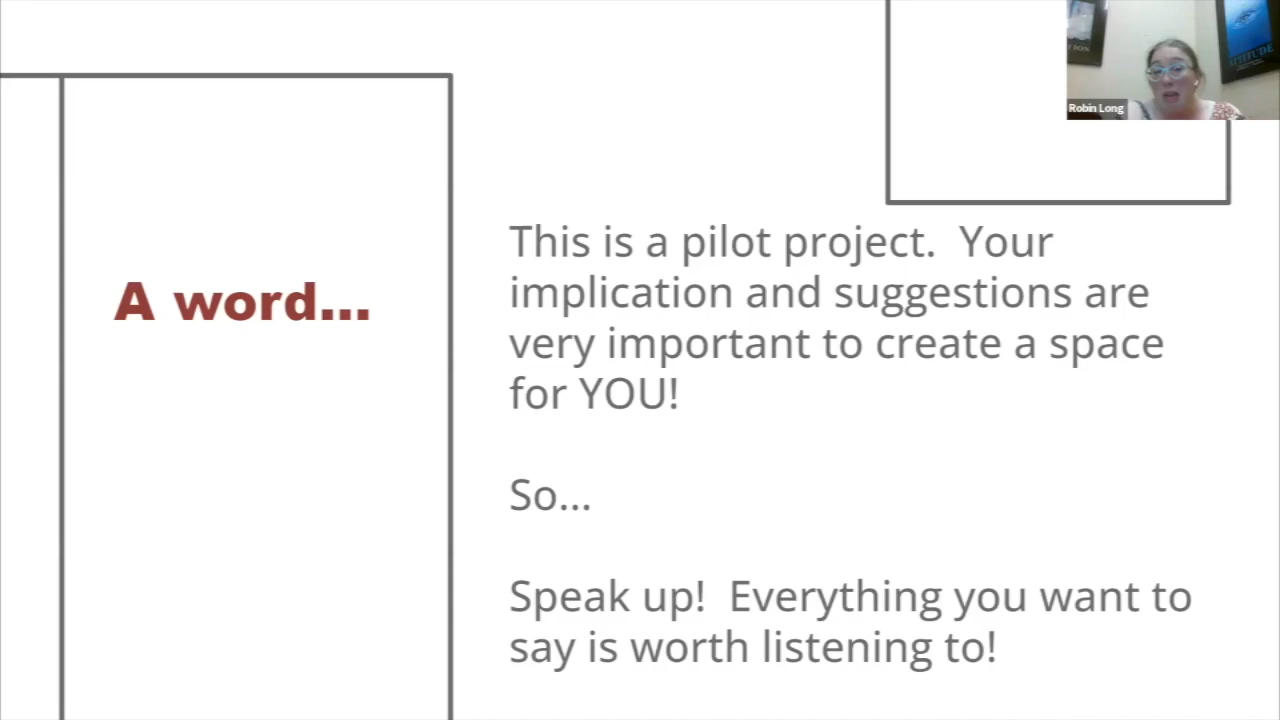 A word...
This is a pilot project.  Your
implication and suggestions are
very important to create a space
for YOU!
So...
Speak up!  Everything you want to
say is worth listening to!
Robin Long
ATTITUDE